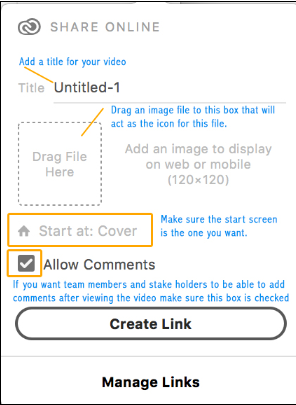 SHARE ONLINE
Add a title for your video
Title Untitled-1
Drag an image file to this box that will
act as the icon for this file.
Drag File
Here
Add an image to display
on web or mobile
(120×120)
Start at: Cover
Make sure the start screen
is the one you want.
Allow Comments
If you want team members and stake holders to be able to add
comments after viewing the video make sure this box is checked
Create Link
Manage Links